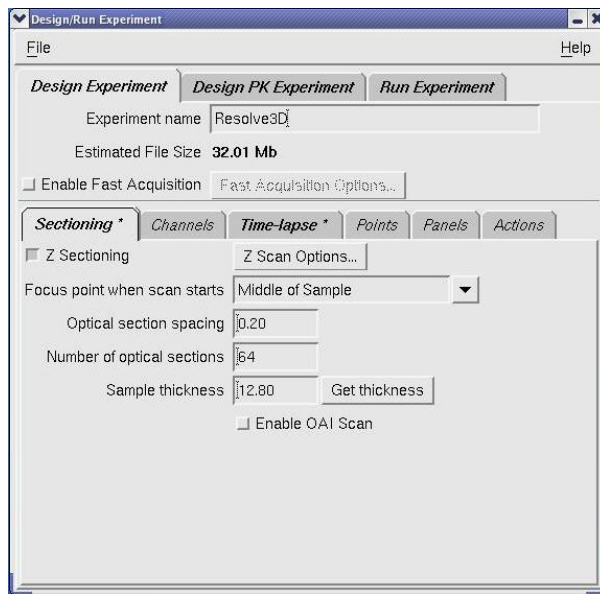 Design/Run Experiment
File Help
Design Experiment Design PK Experiment Run Experiment
Experiment name Resolve3D
Estimated File Size 32.01 Mb
Enable Fast Acquisition Fast Acquisition Options...
Sectioning * Channels Time-lapse * Points Panels Actions
Z Sectioning Z Scan Options...
Focus point when scan starts Middle of Sample
Optical section spacing 0.20
Number of optical sections 64
Sample thickness 12.80 Get thickness
Enable OAI Scan